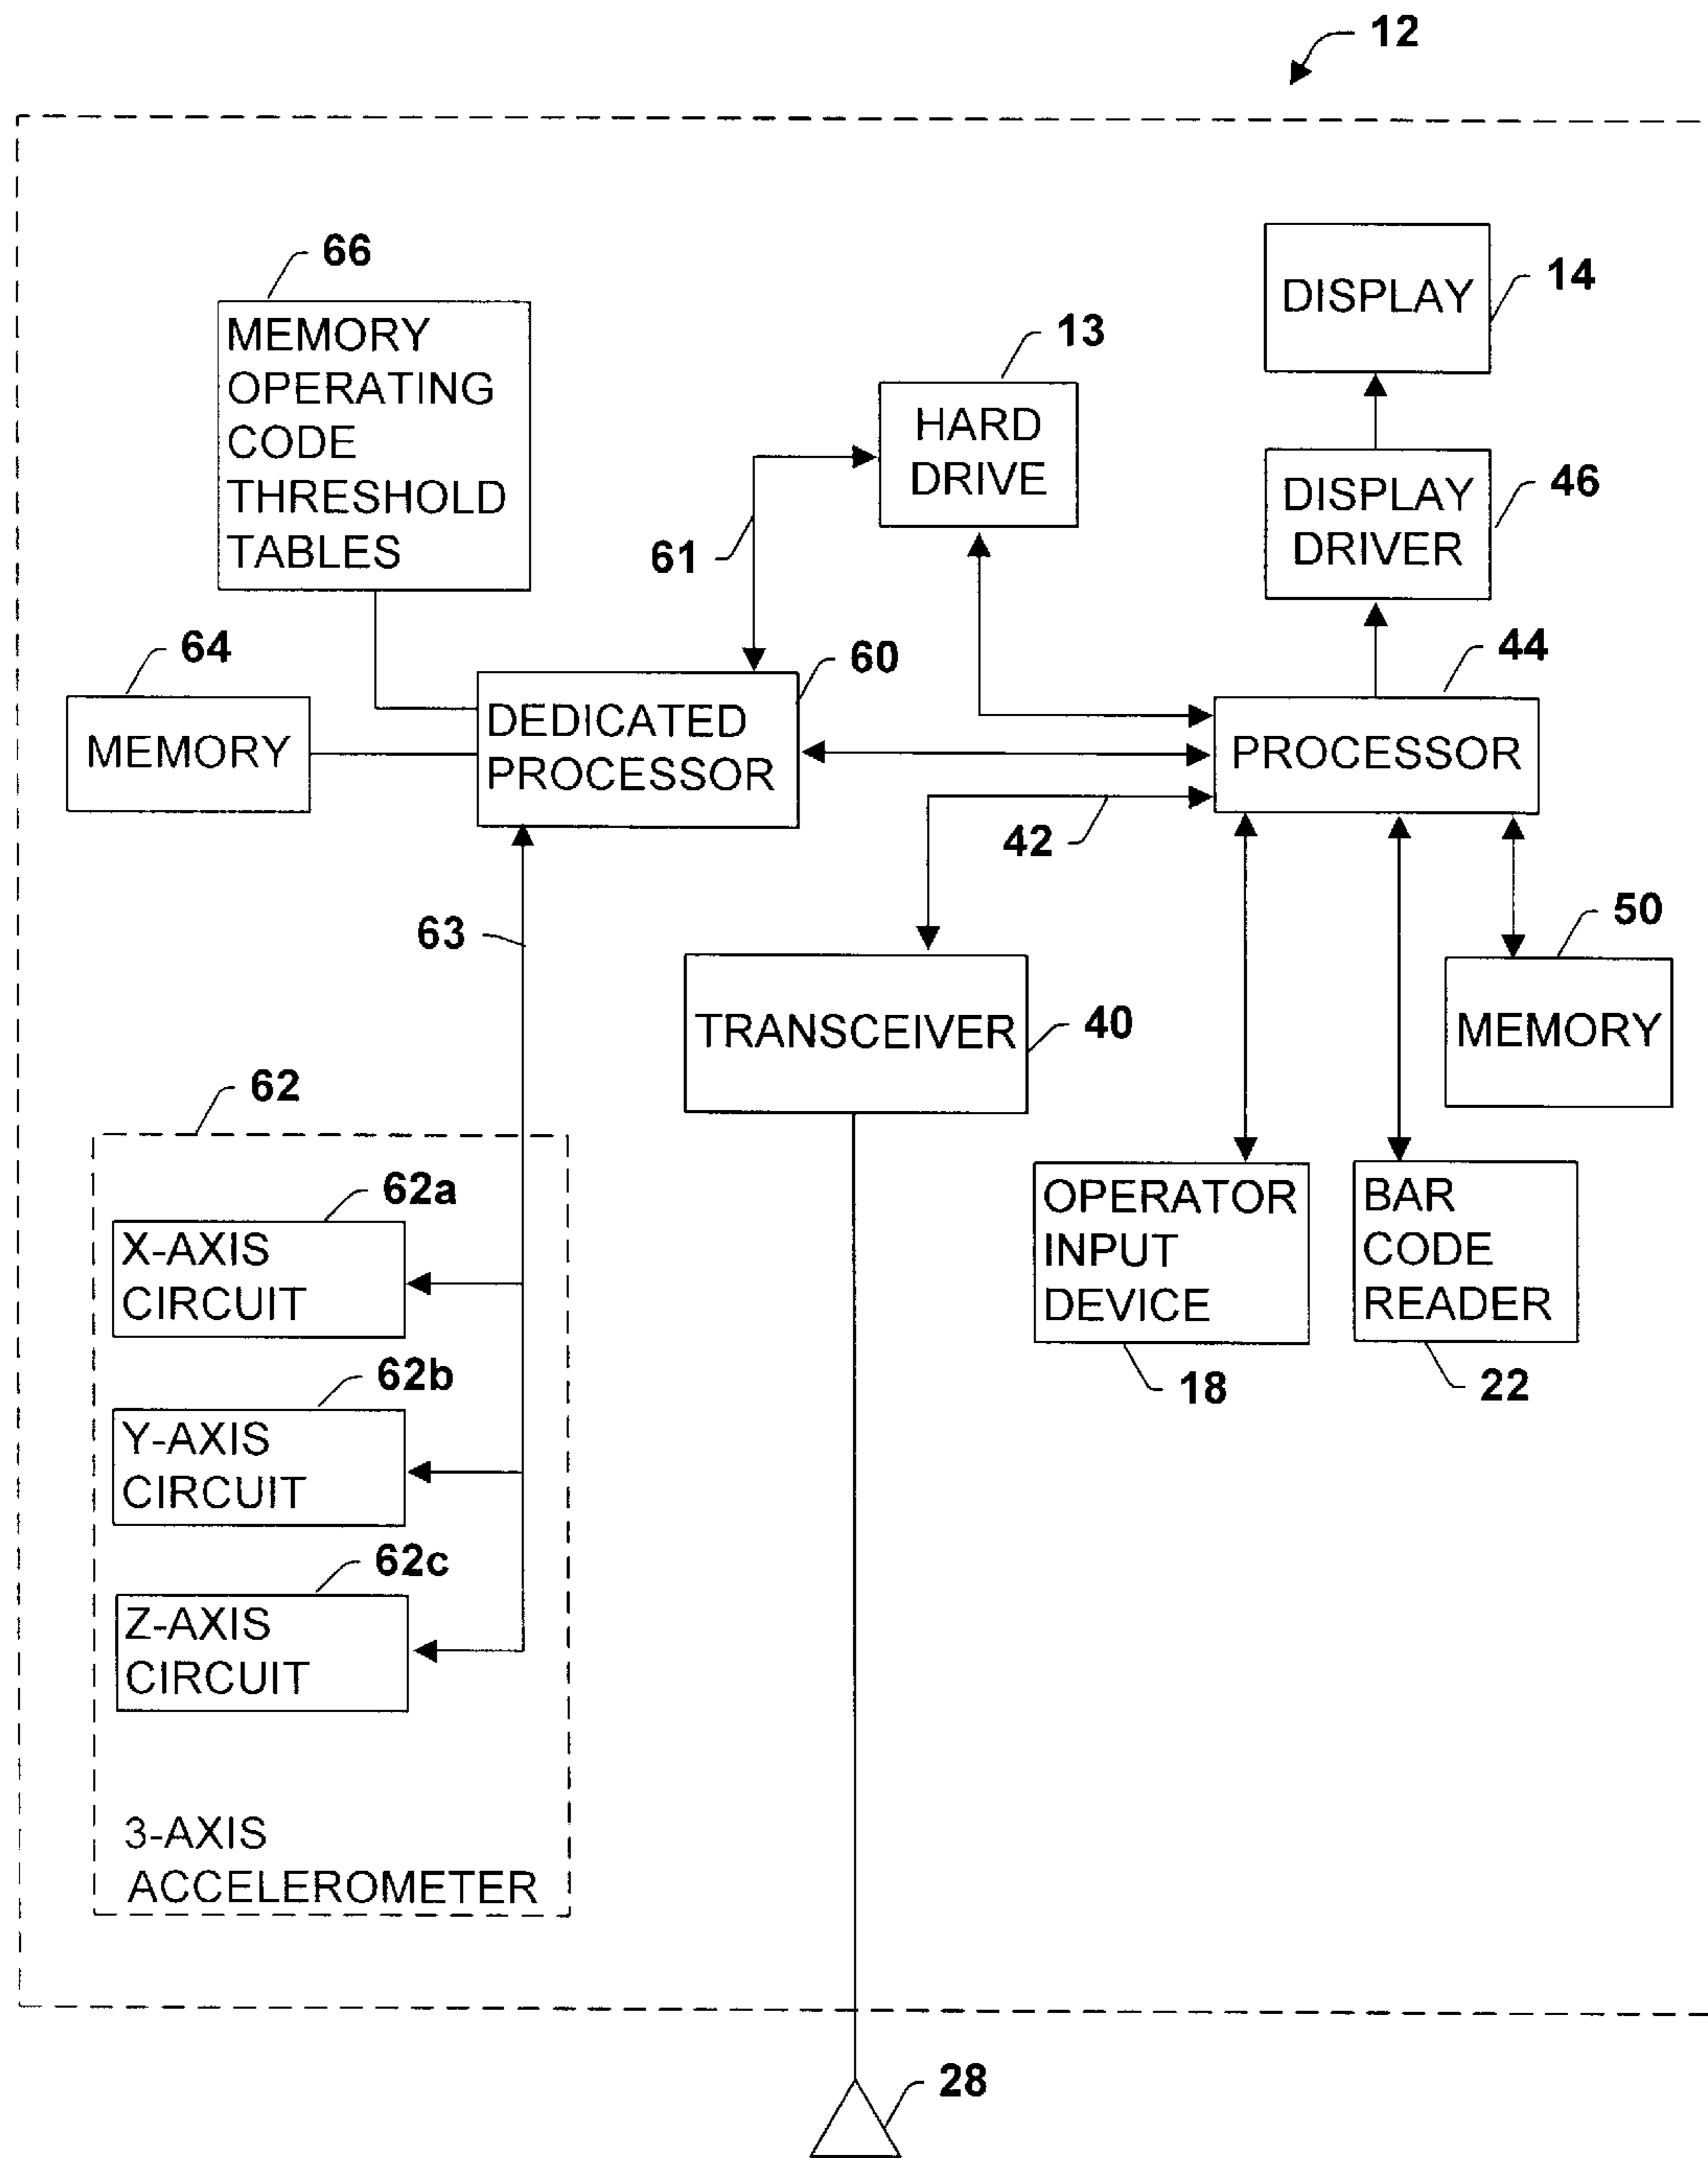 12
66
MEMORY
OPERATING
CODE
THRESHOLD
TABLES
13
HARD
DRIVE
DISPLAY
14
DISPLAY
DRIVER
46
61
64
MEMORY
60
DEDICATED
PROCESSOR
44
PROCESSOR
42
63
50
MEMORY
TRANSCEIVER
40
62
62a
X-AXIS
CIRCUIT
62b
Y-AXIS
CIRCUIT
62c
Z-AXIS
CIRCUIT
3-AXIS
ACCELEROMETER
OPERATOR
INPUT
DEVICE
18
BAR
CODE
READER
22
28